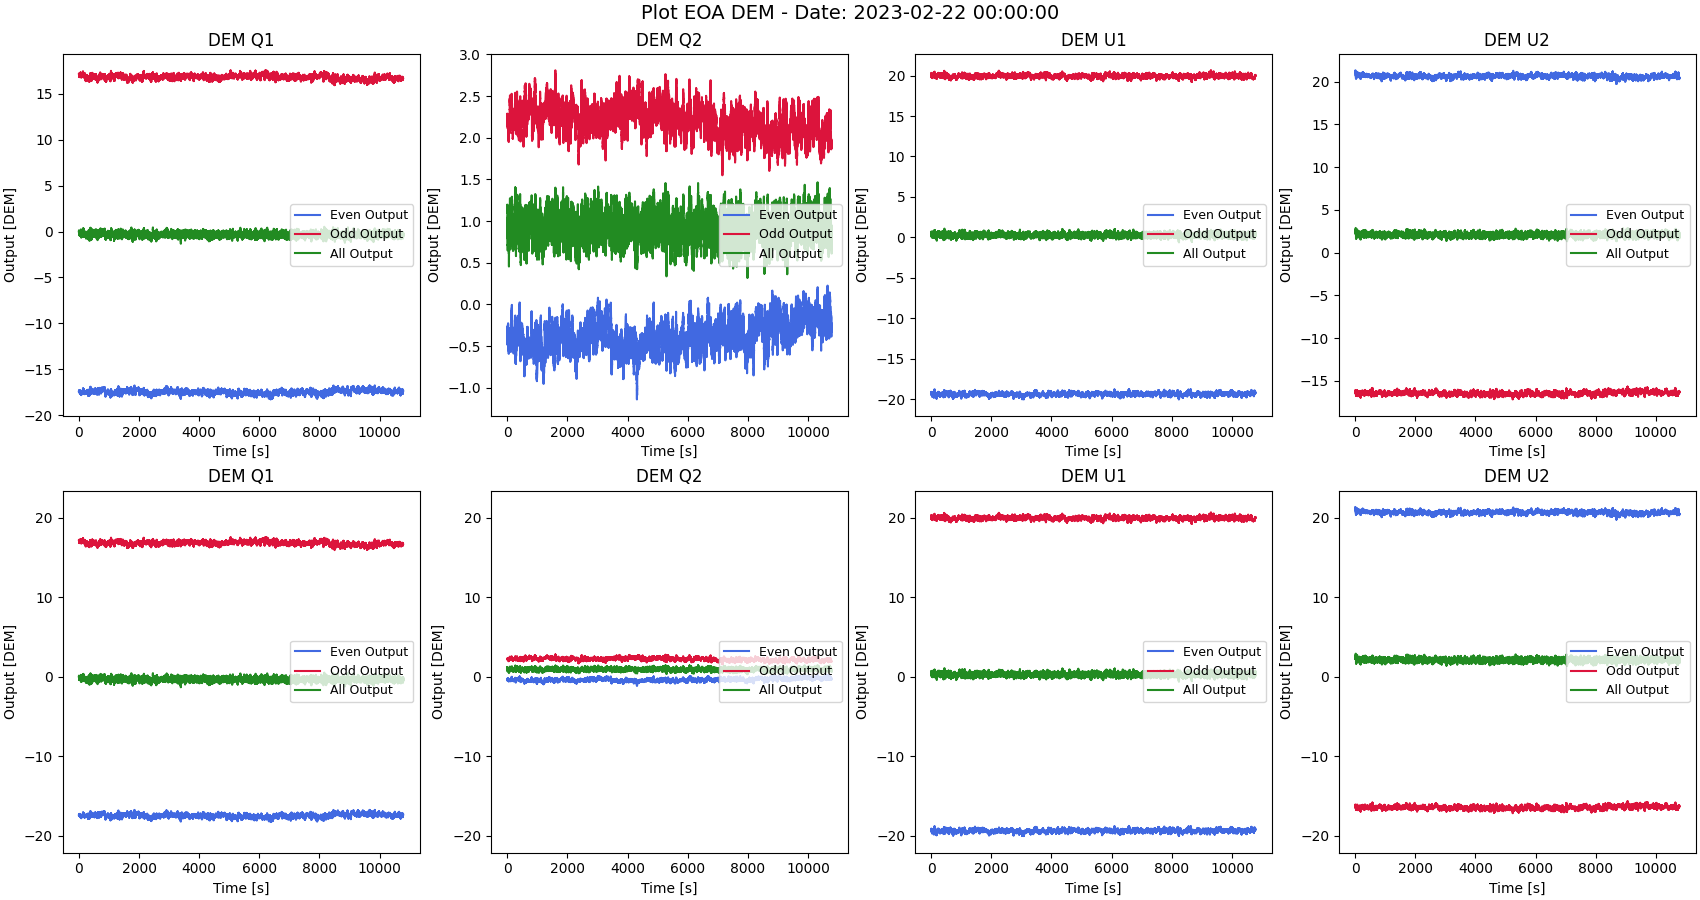 Plot EOA DEM - Date: 2023-02-22 00:00:00
DEM Q1
Output [DEM]
15
10
5
0
−5
−10
−15
−20
0 2000 4000 6000 8000 10000
Time [s]
Even Output
Odd Output
All Output
DEM Q2
Output [DEM]
3.0
2.5
2.0
1.5
1.0
0.5
0.0
−0.5
−1.0
0 2000 4000 6000 8000 10000
Time [s]
Even Output
Odd Output
All Output
DEM U1
Output [DEM]
20
15
10
5
0
−5
−10
−15
−20
0 2000 4000 6000 8000 10000
Time [s]
Even Output
Odd Output
All Output
DEM U2
Output [DEM]
20
15
10
5
0
−5
−10
−15
0 2000 4000 6000 8000 10000
Time [s]
Even Output
Odd Output
All Output
DEM Q1
Output [DEM]
20
10
0
−10
−20
0 2000 4000 6000 8000 10000
Time [s]
Even Output
Odd Output
All Output
DEM Q2
Output [DEM]
20
10
0
−10
−20
0 2000 4000 6000 8000 10000
Time [s]
Even Output
Odd Output
All Output
DEM U1
Output [DEM]
20
10
0
−10
−20
0 2000 4000 6000 8000 10000
Time [s]
Even Output
Odd Output
All Output
DEM U2
Output [DEM]
20
10
0
−10
−20
0 2000 4000 6000 8000 10000
Time [s]
Even Output
Odd Output
All Output